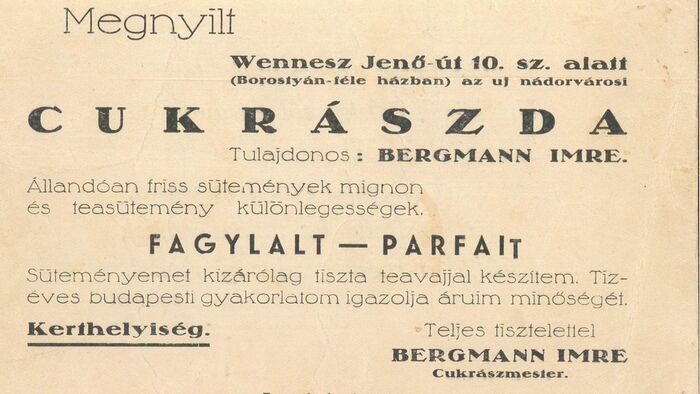 Megnyilt
Wennesz Jenő-út 10. sz. alatt
(Borostyán-féle házban) az uj nádorvárosi
CUKRÁSZDA
Tulajdonos: BERGMANN IMRE.
Állandóan friss sütemények mignon
és teasütemény különlegességek.
FAGYLALT — PARFAIT
Süteményemet kizárólag tiszta teavajjal készítem. Tiz-
éves budapesti gyakorlatom igazolja áruim minőségét.
Kerthelyiség.
Teljes tisztelettel
BERGMANN IMRE
Cukrászmester.